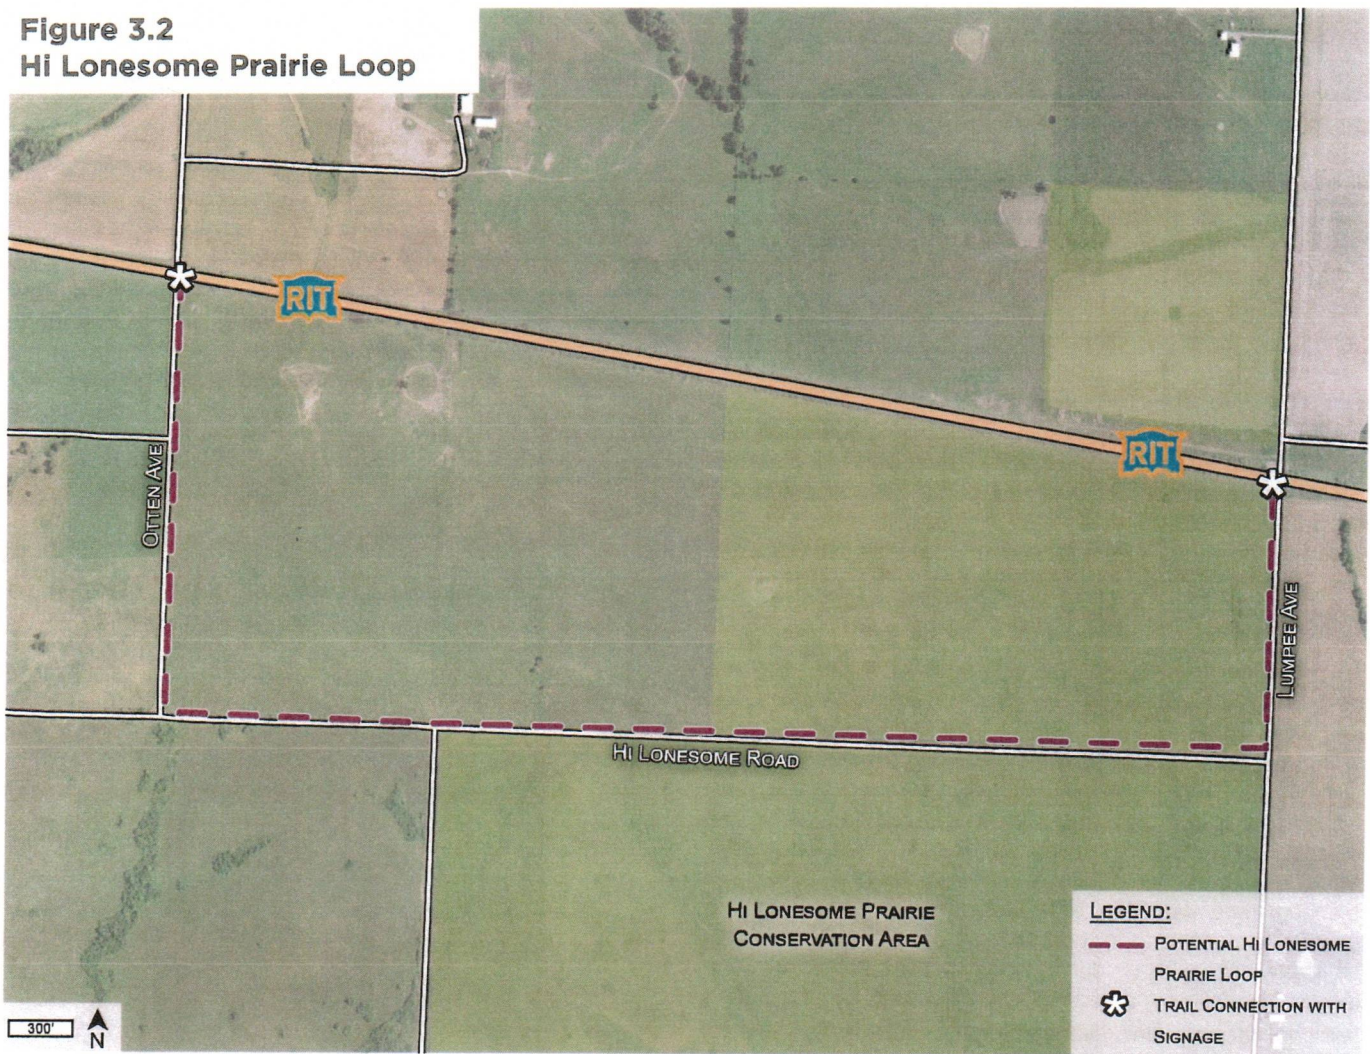 Figure 3.2
Hi Lonesome Prairie Loop
RIT
RIT
OTTEN AVE
LUMPEE AVE
HI LONESOME ROAD
HI LONESOME PRAIRIE
CONSERVATION AREA
LEGEND:
POTENTIAL HI LONESOME
PRAIRIE LOOP
TRAIL CONNECTION WITH
SIGNAGE
300'
N